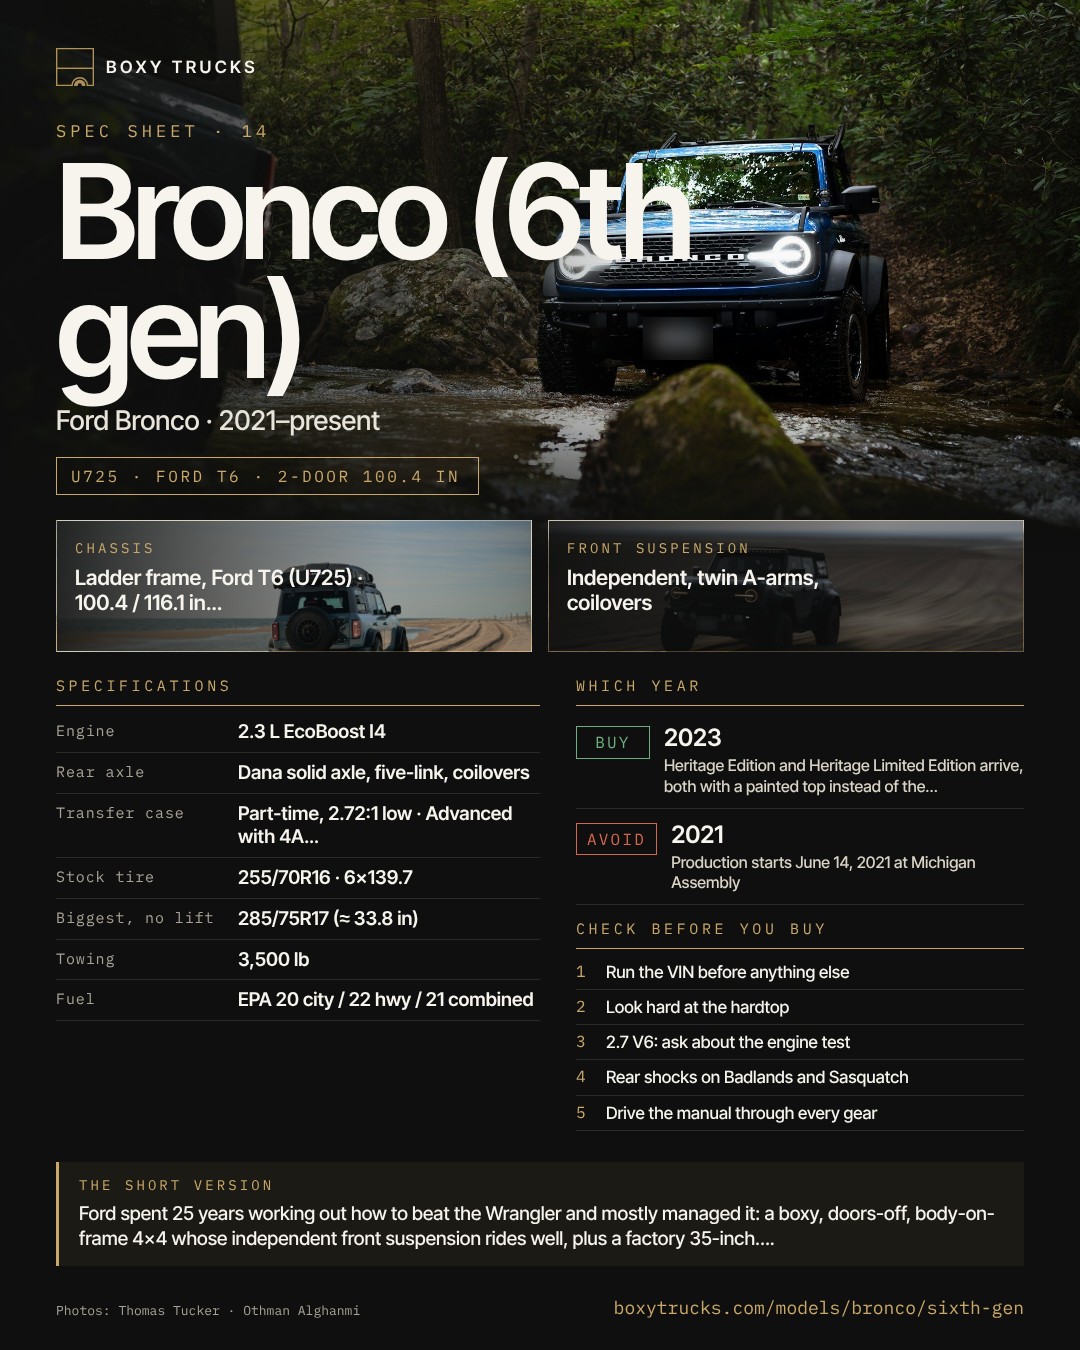 BOXY TRUCKS
SPEC SHEET · 14
Bronco (6th
gen)
BRONCO
Ford Bronco · 2021–present
U725 · FORD T6 · 2-DOOR 100.4 IN
CHASSIS
Ladder frame, Ford T6 (U725) ·
100.4 / 116.1 in...
FRONT SUSPENSION
Independent, twin A-arms,
coilovers
SPECIFICATIONS
Engine 2.3 L EcoBoost I4
Rear axle Dana solid axle, five-link, coilovers
Transfer case Part-time, 2.72:1 low · Advanced
with 4A...
Stock tire 255/70R16 · 6×139.7
Biggest, no lift 285/75R17 (≈ 33.8 in)
Towing 3,500 lb
Fuel EPA 20 city / 22 hwy / 21 combined
WHICH YEAR
BUY 2023
Heritage Edition and Heritage Limited Edition arrive,
both with a painted top instead of the...
AVOID 2021
Production starts June 14, 2021 at Michigan
Assembly
CHECK BEFORE YOU BUY
1 Run the VIN before anything else
2 Look hard at the hardtop
3 2.7 V6: ask about the engine test
4 Rear shocks on Badlands and Sasquatch
5 Drive the manual through every gear
THE SHORT VERSION
Ford spent 25 years working out how to beat the Wrangler and mostly managed it: a boxy, doors-off, body-on-
frame 4×4 whose independent front suspension rides well, plus a factory 35-inch....
Photos: Thomas Tucker · Othman Alghanmi
boxytrucks.com/models/bronco/sixth-gen